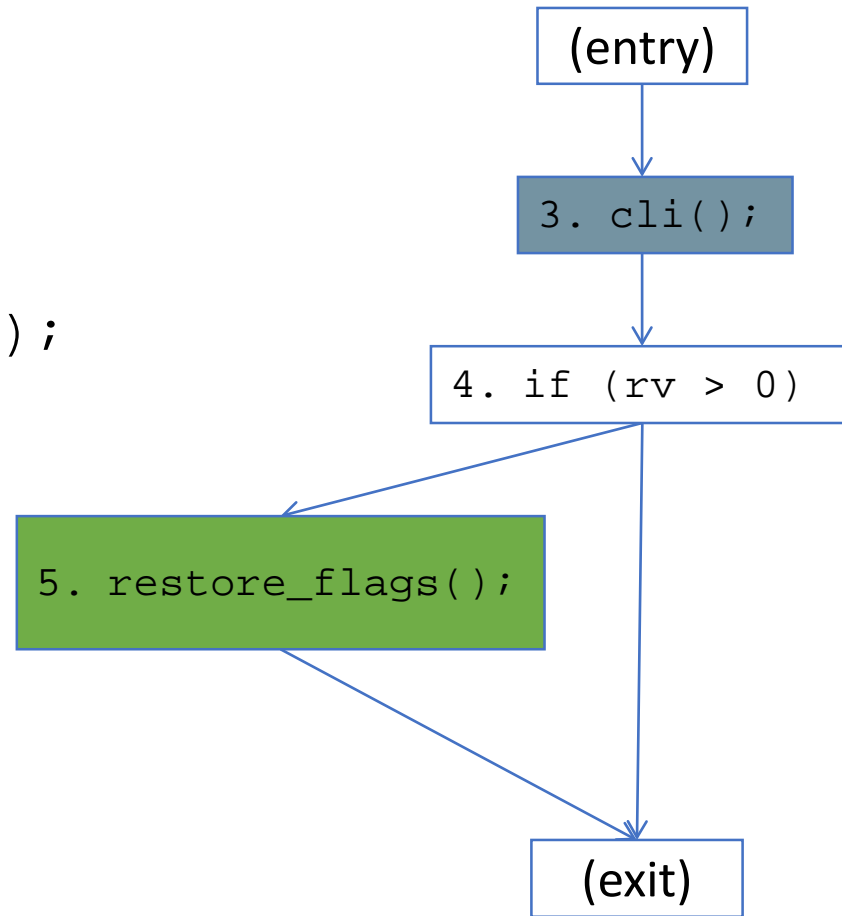 (entry)
3. cli();
);
4. if (rv > 0)
5. restore_flags();
(exit)